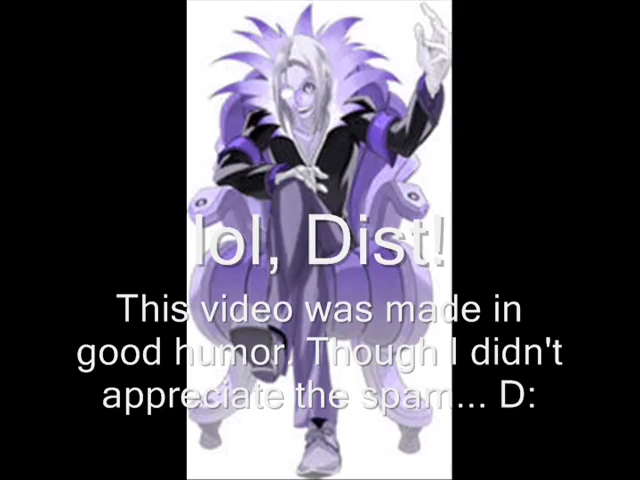 lol, Dist!
This video was made in
good humor. Though I didn't
appreciate the spam... D: